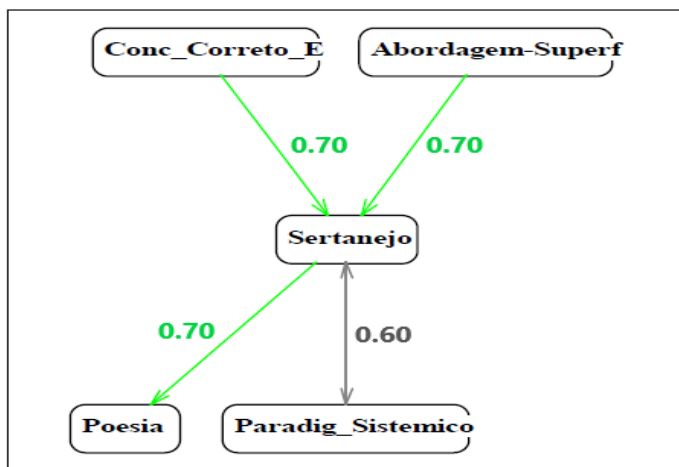 Conc_Correto_E
Abordagem-Superf
0.70
0.70
Sertanejo
0.70
0.60
Poesia
Paradig_Sistemico